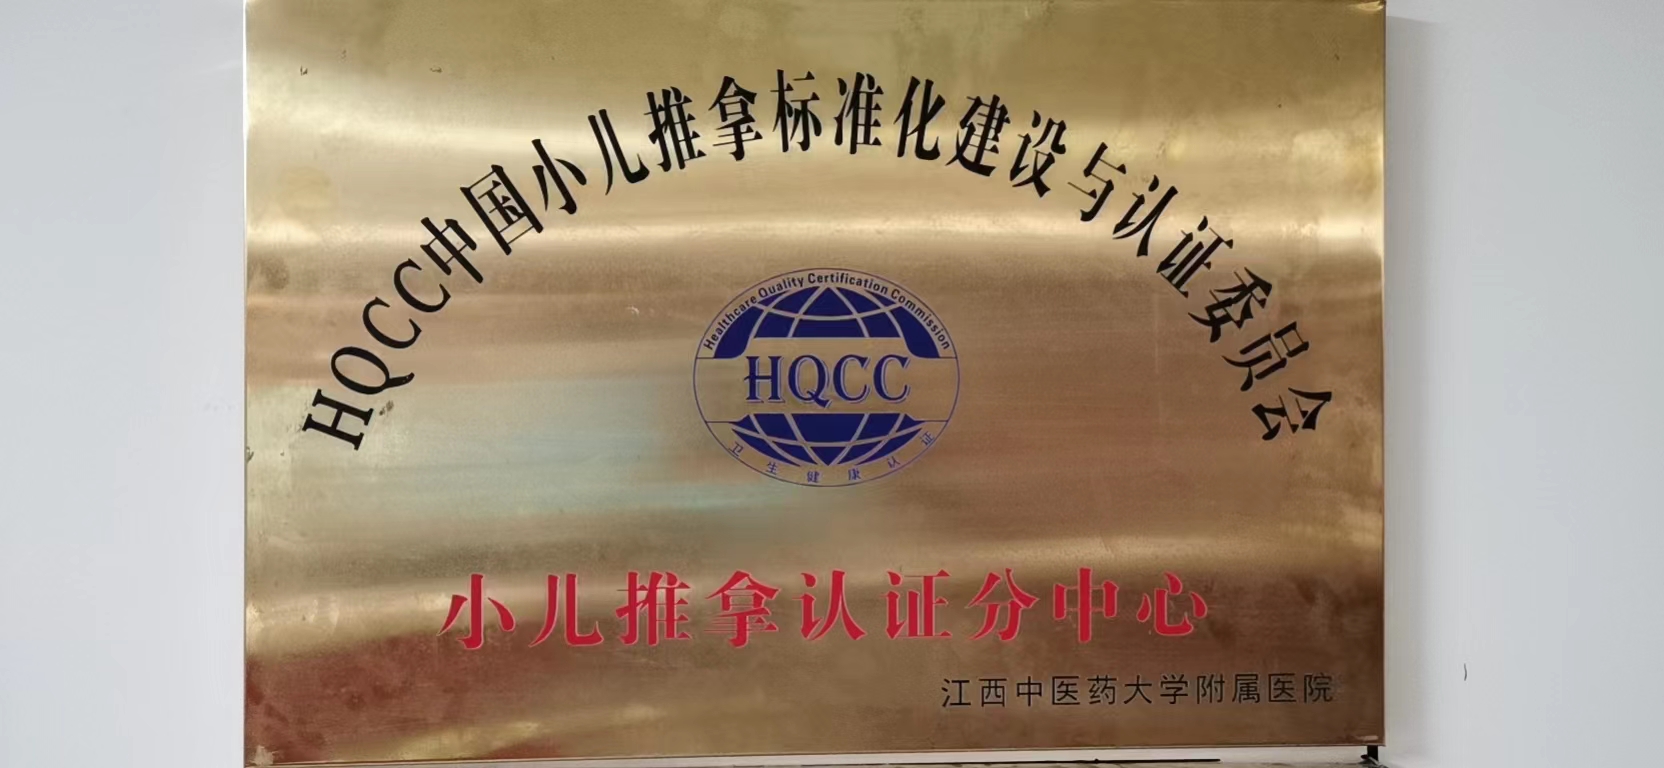 HQCC中国小儿推拿标准化建设与认证委员会
Healthcare Quality Certification Commission
HQCC
卫生健康认证
小儿推拿认证分中心
江西中医药大学附属医院